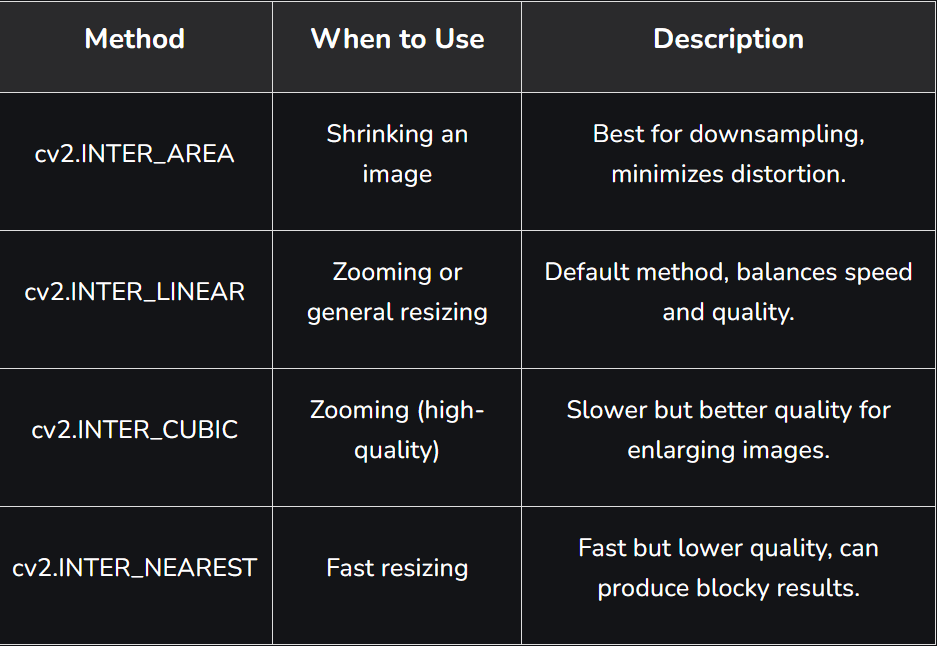 Method When to Use Description
cv2.INTER_AREA
Shrinking an
image
Best for downsampling,
minimizes distortion.
cv2.INTER_LINEAR
Zooming or
general resizing
Default method, balances speed
and quality.
cv2.INTER_CUBIC
Zooming (high-
quality)
Slower but better quality for
enlarging images.
cv2.INTER_NEAREST
Fast resizing
Fast but lower quality, can
produce blocky results.